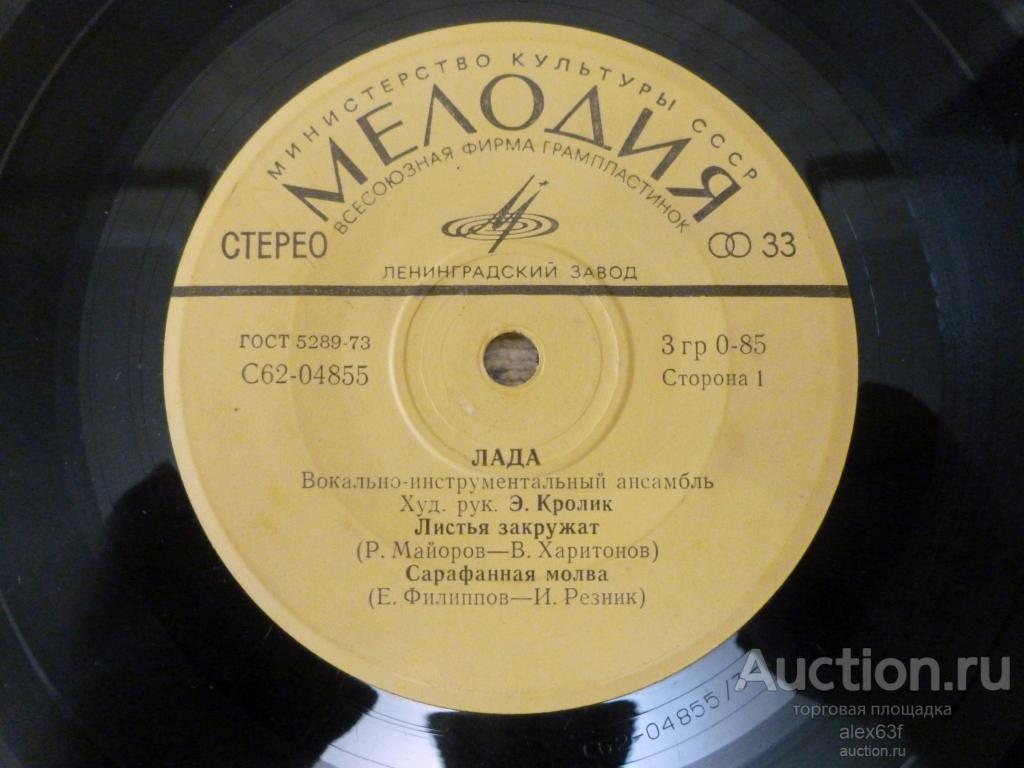 МИНИСТЕРСТВО КУЛЬТУРЫ СССР
МЕЛОДИЯ
ВСЕСОЮЗНАЯ ФИРМА ГРАМПЛАСТИНОК
СТЕРЕО 33
ЛЕНИНГРАДСКИЙ ЗАВОД
ГОСТ 5289-73 3 гр 0-85
С62-04855 Сторона 1
ЛАДА
Вокально-инструментальный ансамбль
Худ. рук. Э. Кролик
Листья закружат
(Р. Майоров—В. Харитонов)
Сарафанная молва
(Е. Филиппов—И. Резник)
С62-04855/
Auction.ru
торговая площадка
alex63f
auction.ru